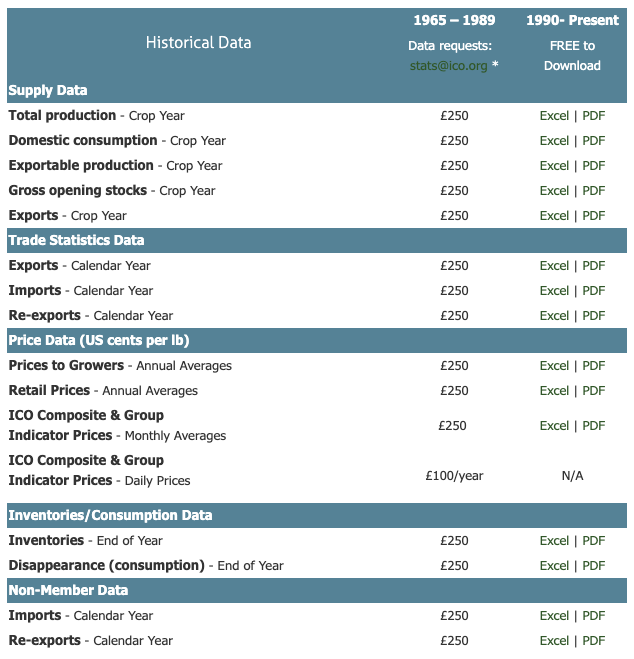 Historical Data
1965 – 1989 1990- Present
Data requests: FREE to
stats@ico.org * Download
Supply Data
Total production - Crop Year £250 Excel | PDF
Domestic consumption - Crop Year £250 Excel | PDF
Exportable production - Crop Year £250 Excel | PDF
Gross opening stocks - Crop Year £250 Excel | PDF
Exports - Crop Year £250 Excel | PDF
Trade Statistics Data
Exports - Calendar Year £250 Excel | PDF
Imports - Calendar Year £250 Excel | PDF
Re-exports - Calendar Year £250 Excel | PDF
Price Data (US cents per lb)
Prices to Growers - Annual Averages £250 Excel | PDF
Retail Prices - Annual Averages £250 Excel | PDF
ICO Composite & Group
Indicator Prices - Monthly Averages £250 Excel | PDF
ICO Composite & Group
Indicator Prices - Daily Prices £100/year N/A
Inventories/Consumption Data
Inventories - End of Year £250 Excel | PDF
Disappearance (consumption) - End of Year £250 Excel | PDF
Non-Member Data
Imports - Calendar Year £250 Excel | PDF
Re-exports - Calendar Year £250 Excel | PDF